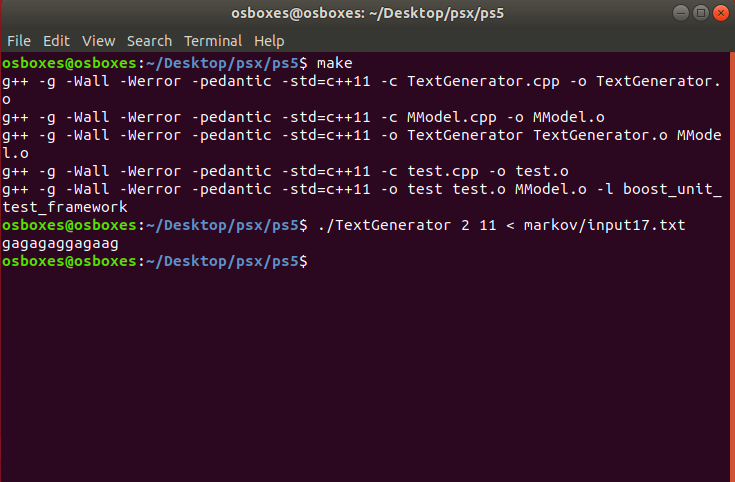 osboxes@osboxes: ~/Desktop/psx/ps5
File Edit View Search Terminal Help
osboxes@osboxes:~/Desktop/psx/ps5$ make
g++ -g -Wall -Werror -pedantic -std=c++11 -c TextGenerator.cpp -o TextGenerator.
o
g++ -g -Wall -Werror -pedantic -std=c++11 -c MModel.cpp -o MModel.o
g++ -g -Wall -Werror -pedantic -std=c++11 -o TextGenerator TextGenerator.o MMode
l.o
g++ -g -Wall -Werror -pedantic -std=c++11 -c test.cpp -o test.o
g++ -g -Wall -Werror -pedantic -std=c++11 -o test test.o MModel.o -l boost_unit_
test_framework
osboxes@osboxes:~/Desktop/psx/ps5$ ./TextGenerator 2 11 < markov/input17.txt
gagagaggagaag
osboxes@osboxes:~/Desktop/psx/ps5$